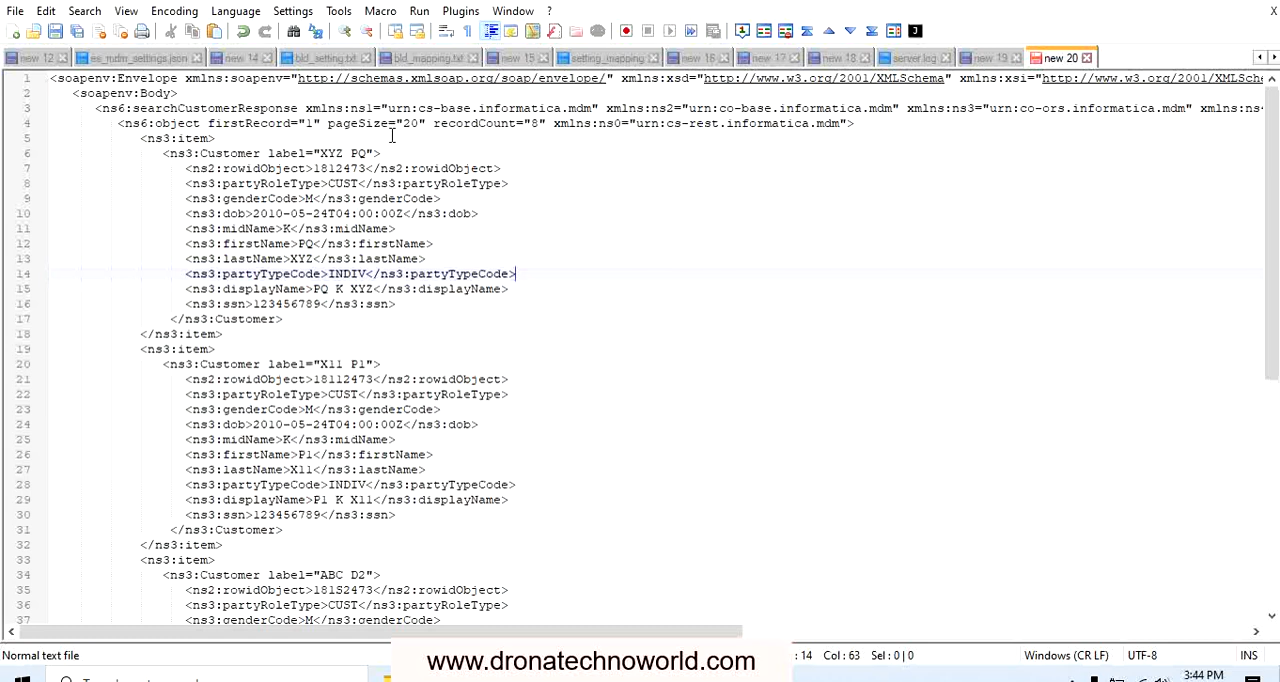 File Edit Search View Encoding Language Settings Tools Macro Run Plugins Window ? X
new 12 es_mdm_settings.json new 14 bld_setting.txt bld_mapping.txt new 15 setting_mapping new 16 new 17 new 18 server.log new 19 new 20
1 <soapenv:Envelope xmlns:soapenv="http://schemas.xmlsoap.org/soap/envelope/" xmlns:xsd="http://www.w3.org/2001/XMLSchema" xmlns:xsi="http://www.w3.org/2001/XMLSche
2 <soapenv:Body>
3 <ns6:searchCustomerResponse xmlns:ns1="urn:cs-base.informatica.mdm" xmlns:ns2="urn:co-base.informatica.mdm" xmlns:ns3="urn:co-ors.informatica.mdm" xmlns:ns
4 <ns6:object firstRecord="1" pageSize="20" recordCount="8" xmlns:ns0="urn:cs-rest.informatica.mdm">
5 <ns3:item>
6 <ns3:Customer label="XYZ PQ">
7 <ns2:rowidObject>1812473</ns2:rowidObject>
8 <ns3:partyRoleType>CUST</ns3:partyRoleType>
9 <ns3:genderCode>M</ns3:genderCode>
10 <ns3:dob>2010-05-24T04:00:00Z</ns3:dob>
11 <ns3:midName>K</ns3:midName>
12 <ns3:firstName>PQ</ns3:firstName>
13 <ns3:lastName>XYZ</ns3:lastName>
14 <ns3:partyTypeCode>INDIV</ns3:partyTypeCode>
15 <ns3:displayName>PQ K XYZ</ns3:displayName>
16 <ns3:ssn>123456789</ns3:ssn>
17 </ns3:Customer>
18 </ns3:item>
19 <ns3:item>
20 <ns3:Customer label="X11 P1">
21 <ns2:rowidObject>18112473</ns2:rowidObject>
22 <ns3:partyRoleType>CUST</ns3:partyRoleType>
23 <ns3:genderCode>M</ns3:genderCode>
24 <ns3:dob>2010-05-24T04:00:00Z</ns3:dob>
25 <ns3:midName>K</ns3:midName>
26 <ns3:firstName>P1</ns3:firstName>
27 <ns3:lastName>X11</ns3:lastName>
28 <ns3:partyTypeCode>INDIV</ns3:partyTypeCode>
29 <ns3:displayName>P1 K X11</ns3:displayName>
30 <ns3:ssn>123456789</ns3:ssn>
31 </ns3:Customer>
32 </ns3:item>
33 <ns3:item>
34 <ns3:Customer label="ABC D2">
35 <ns2:rowidObject>181S2473</ns2:rowidObject>
36 <ns3:partyRoleType>CUST</ns3:partyRoleType>
37 <ns3:genderCode>M</ns3:genderCode>
Normal text file : 14 Col : 63 Sel : 0 | 0 Windows (CR LF) UTF-8 INS
www.dronatechnoworld.com
3:44 PM